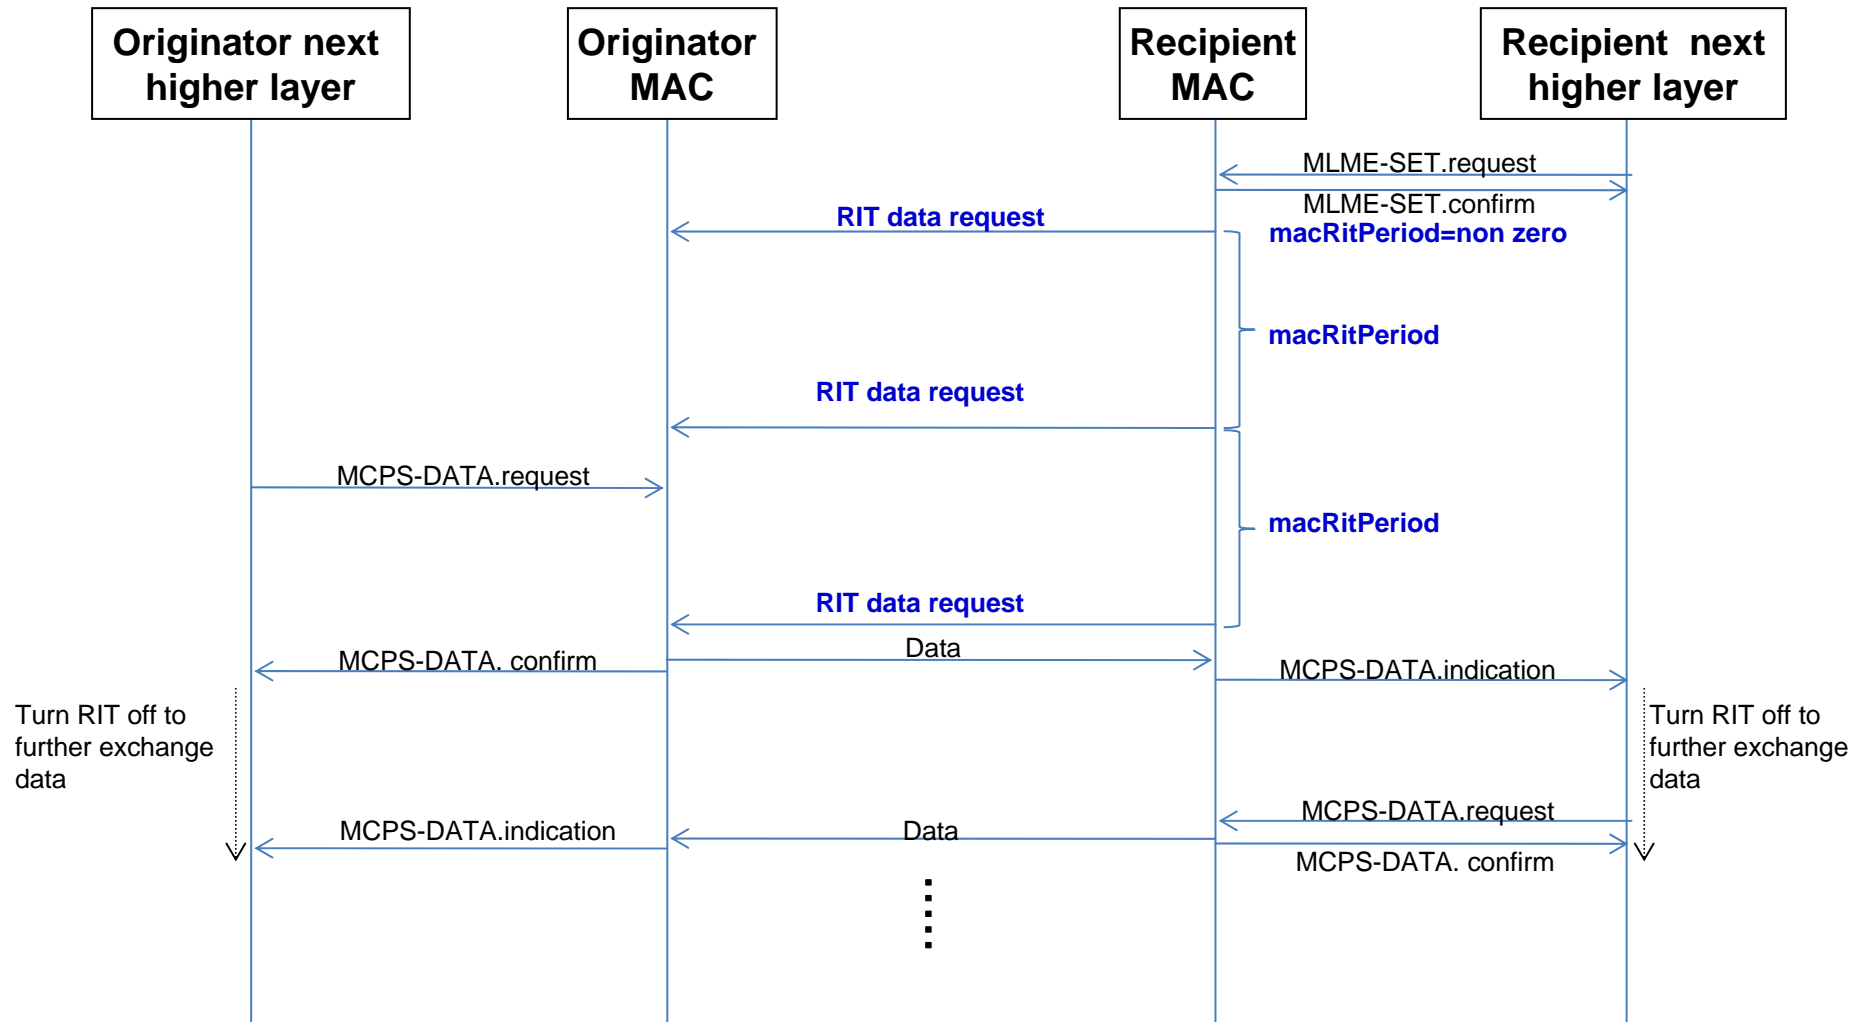 Originator next
higher layer
Originator
MAC
Recipient
MAC
Recipient next
higher layer
MLME-SET.request
MLME-SET.confirm
RIT data request
macRitPeriod=non zero
macRitPeriod
RIT data request
MCPS-DATA.request
macRitPeriod
RIT data request
Data
MCPS-DATA. confirm
MCPS-DATA.indication
Turn RIT off to
further exchange
data
Turn RIT off to
further exchange
data
MCPS-DATA.request
MCPS-DATA.indication
Data
MCPS-DATA. confirm